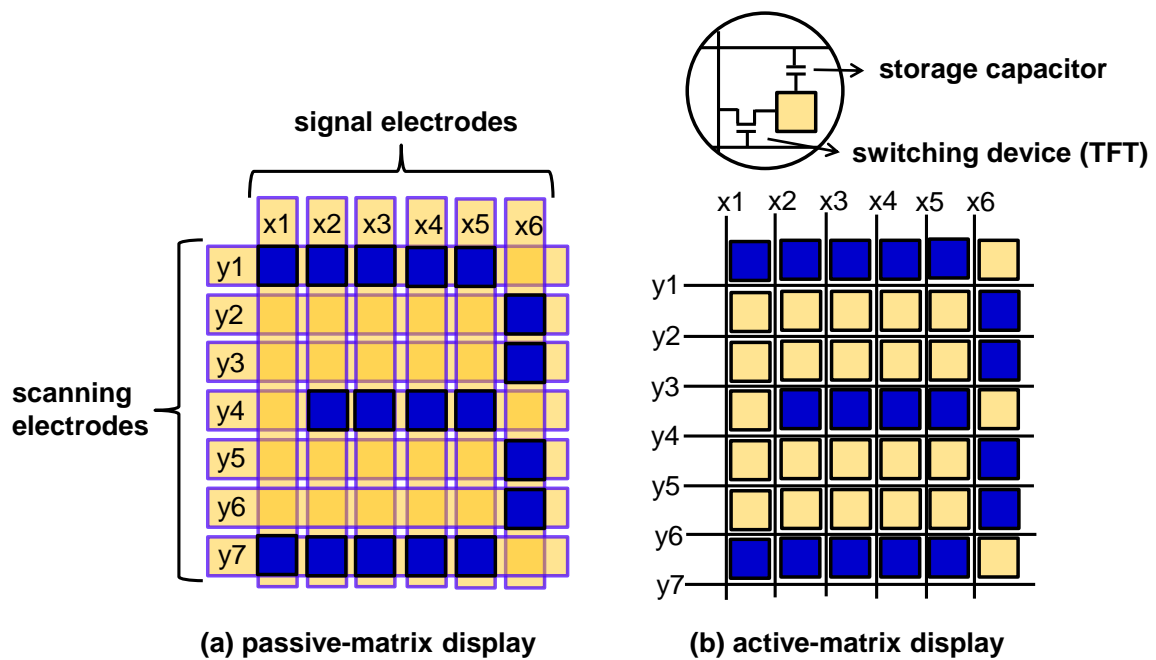 storage capacitor
signal electrodes
switching device (TFT)
x1 x2 x3 x4 x5 x6
x1 x2 x3 x4 x5 x6
y1
y2
y3
y4
y5
y6
y7
scanning
electrodes
y1
y2
y3
y4
y5
y6
y7
(a) passive-matrix display
(b) active-matrix display